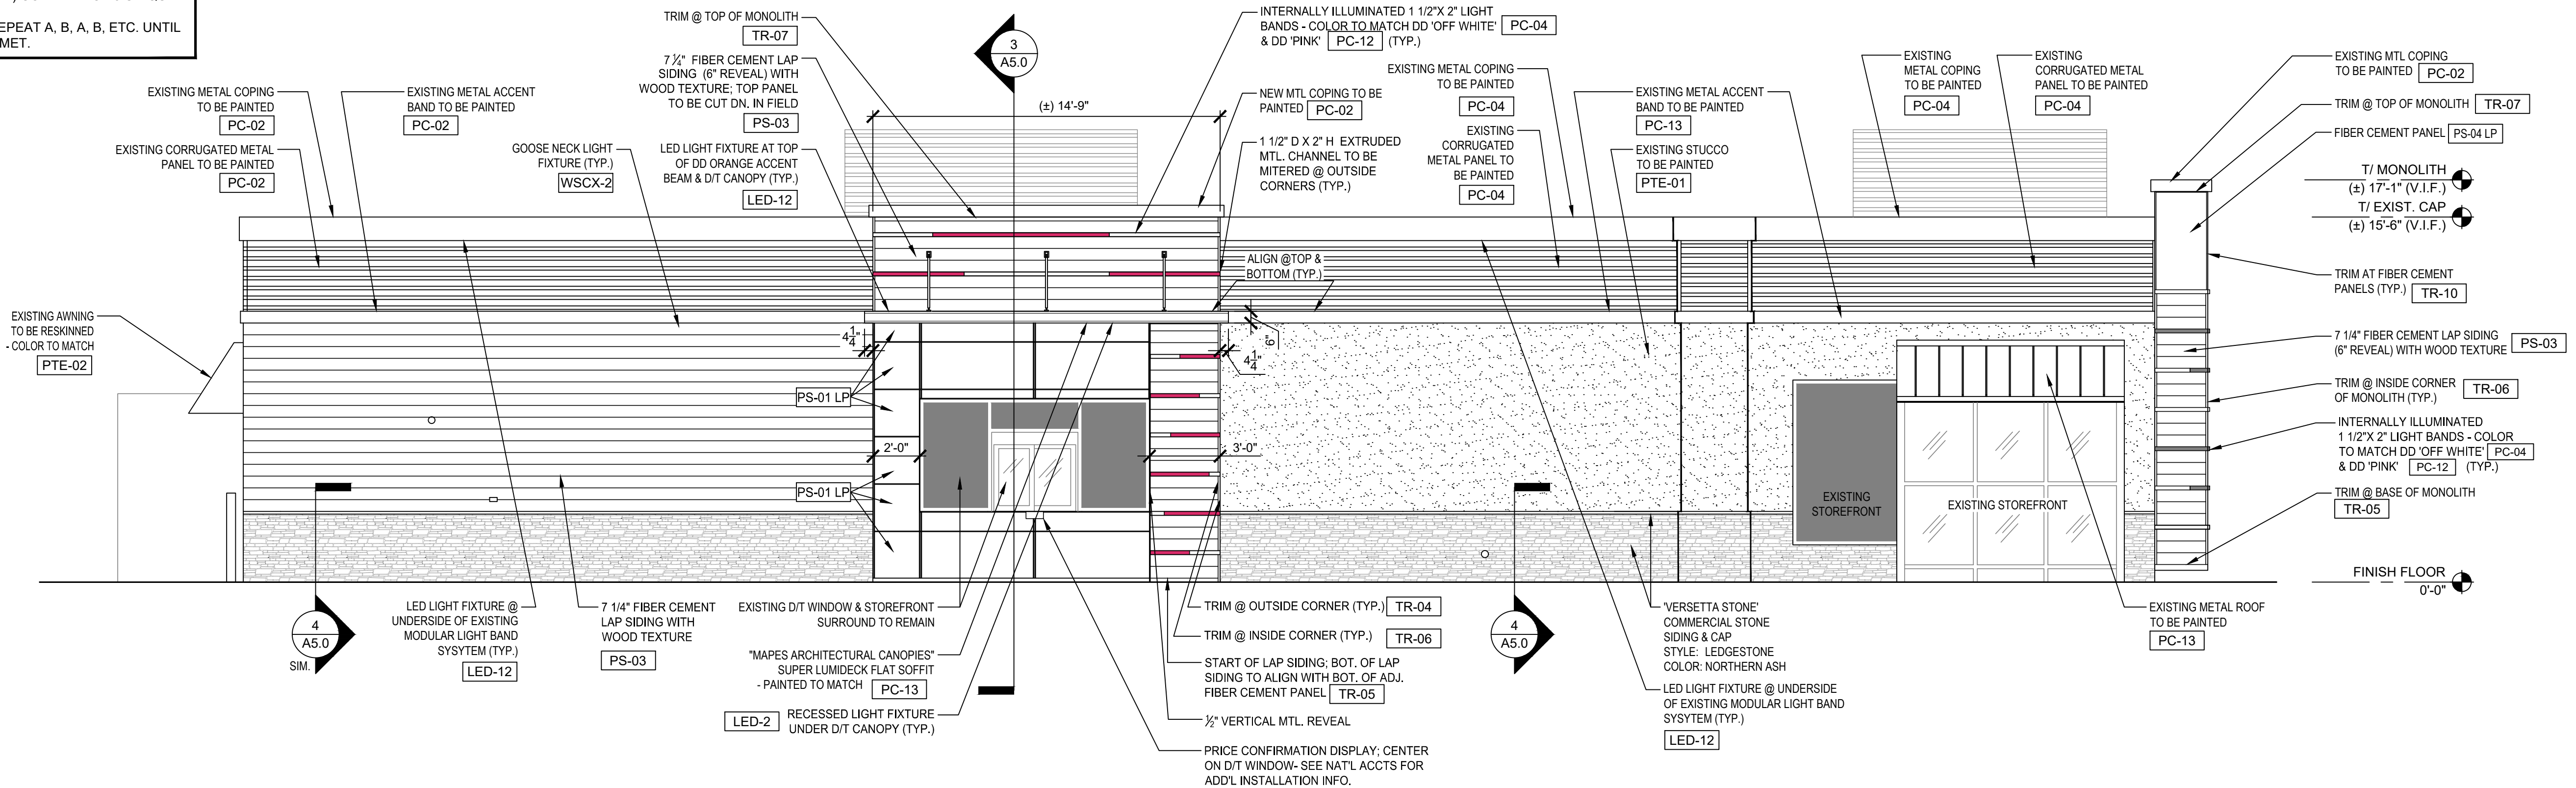 EPEAT A, B, A, B, ETC. UNTIL
MET.
EXISTING METAL COPING
TO BE PAINTED
PC-02
EXISTING CORRUGATED METAL
PANEL TO BE PAINTED
PC-02
EXISTING METAL ACCENT
BAND TO BE PAINTED
PC-02
GOOSE NECK LIGHT
FIXTURE (TYP.)
WSCX-2
TRIM @ TOP OF MONOLITH
TR-07
7 1/4" FIBER CEMENT LAP
SIDING (6" REVEAL) WITH
WOOD TEXTURE; TOP PANEL
TO BE CUT DN. IN FIELD
PS-03
LED LIGHT FIXTURE AT TOP
OF DD ORANGE ACCENT
BEAM & D/T CANOPY (TYP.)
LED-12
3
A5.0
(±) 14'-9"
INTERNALLY ILLUMINATED 1 1/2"X 2" LIGHT
BANDS - COLOR TO MATCH DD 'OFF WHITE' PC-04
& DD 'PINK' PC-12 (TYP.)
NEW MTL COPING TO BE
PAINTED PC-02
1 1/2" D X 2" H EXTRUDED
MTL. CHANNEL TO BE
MITERED @ OUTSIDE
CORNERS (TYP.)
EXISTING METAL COPING
TO BE PAINTED
PC-04
EXISTING
CORRUGATED
METAL PANEL TO
BE PAINTED
PC-04
EXISTING METAL ACCENT
BAND TO BE PAINTED
PC-13
EXISTING STUCCO
TO BE PAINTED
PTE-01
EXISTING
METAL COPING
TO BE PAINTED
PC-04
EXISTING
CORRUGATED METAL
PANEL TO BE PAINTED
PC-04
EXISTING MTL COPING
TO BE PAINTED PC-02
TRIM @ TOP OF MONOLITH TR-07
FIBER CEMENT PANEL PS-04 LP
T/ MONOLITH
(±) 17'-1" (V.I.F.)
T/ EXIST. CAP
(±) 15'-6" (V.I.F.)
TRIM AT FIBER CEMENT
PANELS (TYP.) TR-10
7 1/4" FIBER CEMENT LAP SIDING
(6" REVEAL) WITH WOOD TEXTURE PS-03
TRIM @ INSIDE CORNER
OF MONOLITH (TYP.) TR-06
INTERNALLY ILLUMINATED
1 1/2"X 2" LIGHT BANDS - COLOR
TO MATCH DD 'OFF WHITE' PC-04
& DD 'PINK' PC-12 (TYP.)
TRIM @ BASE OF MONOLITH
TR-05
FINISH FLOOR
0'-0"
EXISTING AWNING
TO BE RESKINNED
- COLOR TO MATCH
PTE-02
ALIGN @TOP &
BOTTOM (TYP.)
4 1/4"
6"
4 1/4"
PS-01 LP
2'-0"
3'-0"
PS-01 LP
EXISTING
STOREFRONT
EXISTING STOREFRONT
4
A5.0
SIM.
LED LIGHT FIXTURE @
UNDERSIDE OF EXISTING
MODULAR LIGHT BAND
SYSYTEM (TYP.)
LED-12
7 1/4" FIBER CEMENT
LAP SIDING WITH
WOOD TEXTURE
PS-03
EXISTING D/T WINDOW & STOREFRONT
SURROUND TO REMAIN
"MAPES ARCHITECTURAL CANOPIES"
SUPER LUMIDECK FLAT SOFFIT
- PAINTED TO MATCH PC-13
LED-2 RECESSED LIGHT FIXTURE
UNDER D/T CANOPY (TYP.)
TRIM @ OUTSIDE CORNER (TYP.) TR-04
TRIM @ INSIDE CORNER (TYP.) TR-06
START OF LAP SIDING; BOT. OF LAP
SIDING TO ALIGN WITH BOT. OF ADJ.
FIBER CEMENT PANEL TR-05
1/2" VERTICAL MTL. REVEAL
PRICE CONFIRMATION DISPLAY; CENTER
ON D/T WINDOW- SEE NAT'L ACCTS FOR
ADD'L INSTALLATION INFO.
4
A5.0
'VERSETTA STONE'
COMMERCIAL STONE
SIDING & CAP
STYLE: LEDGESTONE
COLOR: NORTHERN ASH
LED LIGHT FIXTURE @ UNDERSIDE
OF EXISTING MODULAR LIGHT BAND
SYSYTEM (TYP.)
LED-12
EXISTING METAL ROOF
TO BE PAINTED
PC-13